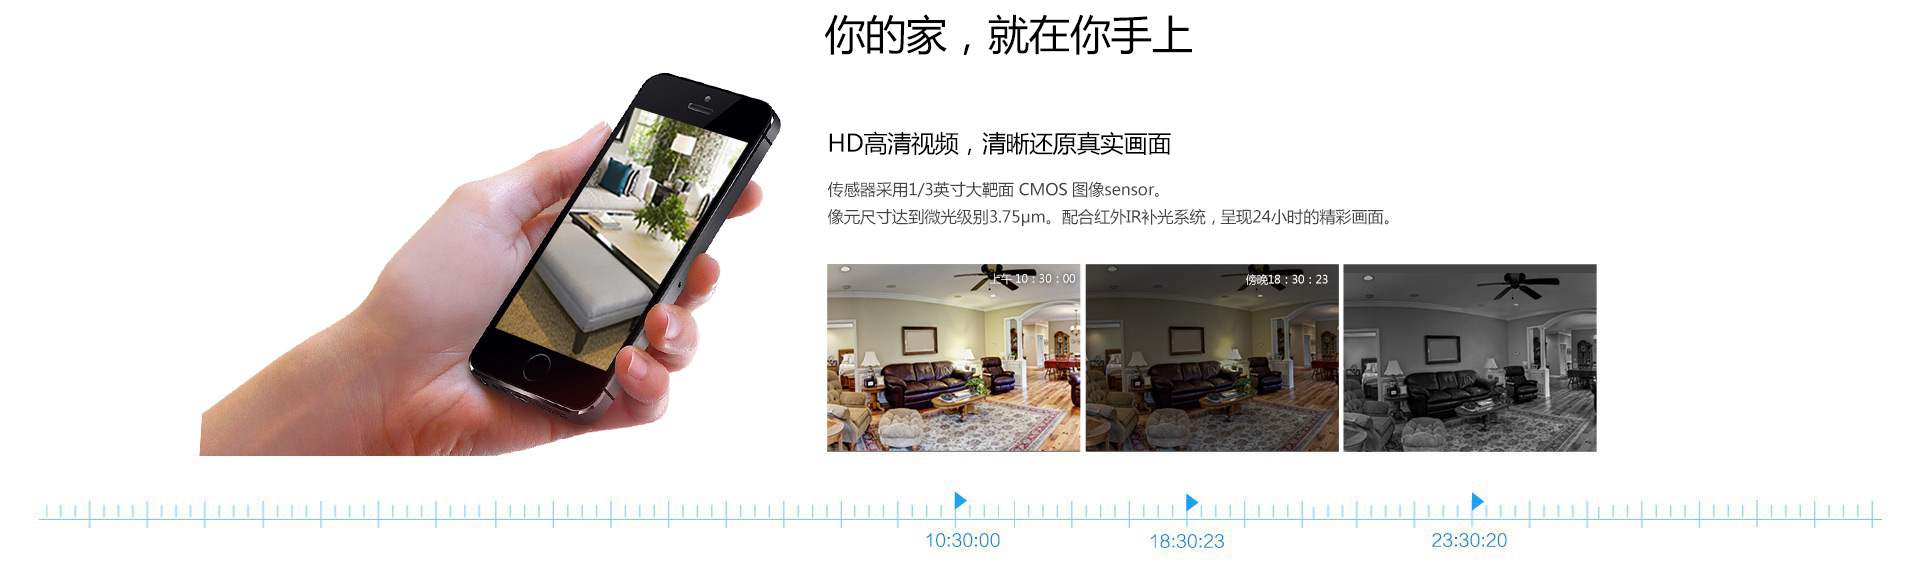 你的家，就在你手上
HD高清视频，清晰还原真实画面
传感器采用1/3英寸大靶面 CMOS 图像sensor。
像元尺寸达到微光级别3.75μm。配合红外IR补光系统，呈现24小时的精彩画面。
上午 10：30：00
傍晚18：30：23
10:30:00
18:30:23
23:30:20